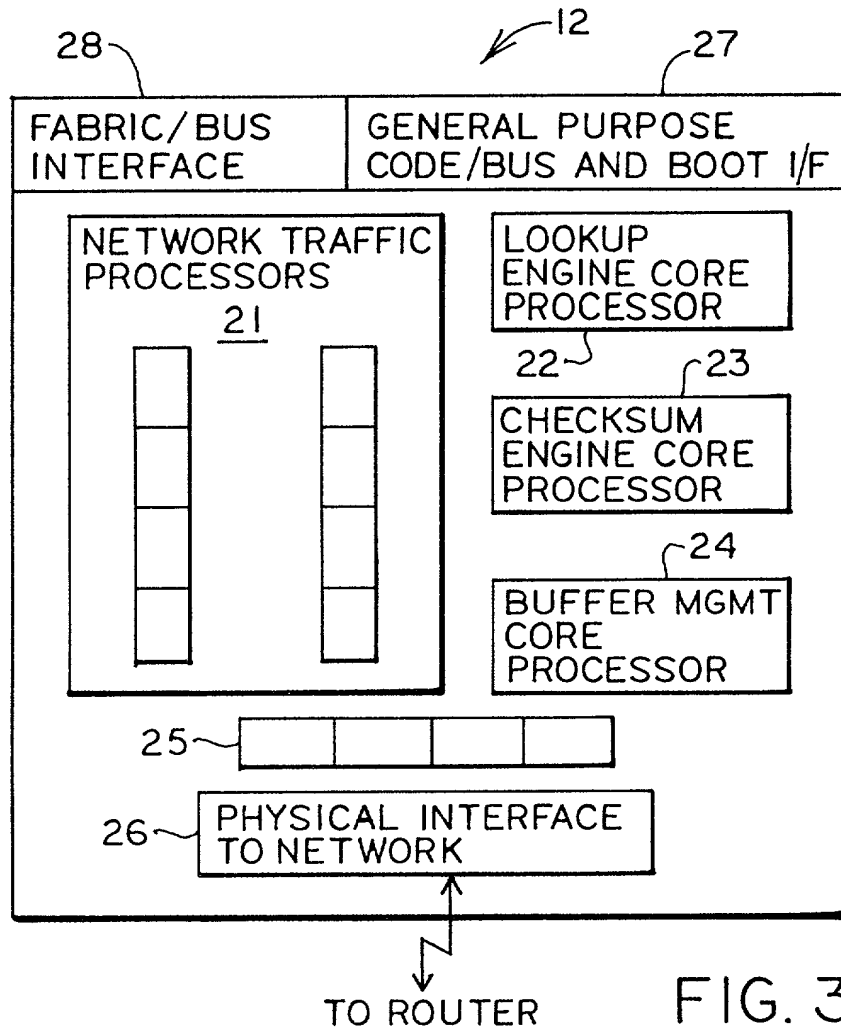 12
28
27
FABRIC/BUS
INTERFACE
GENERAL PURPOSE
CODE/BUS AND BOOT I/F
NETWORK TRAFFIC
PROCESSORS
21
LOOKUP
ENGINE CORE
PROCESSOR
22
23
CHECKSUM
ENGINE CORE
PROCESSOR
24
BUFFER MGMT
CORE
PROCESSOR
25
26
PHYSICAL INTERFACE
TO NETWORK
TO ROUTER
FIG. 3